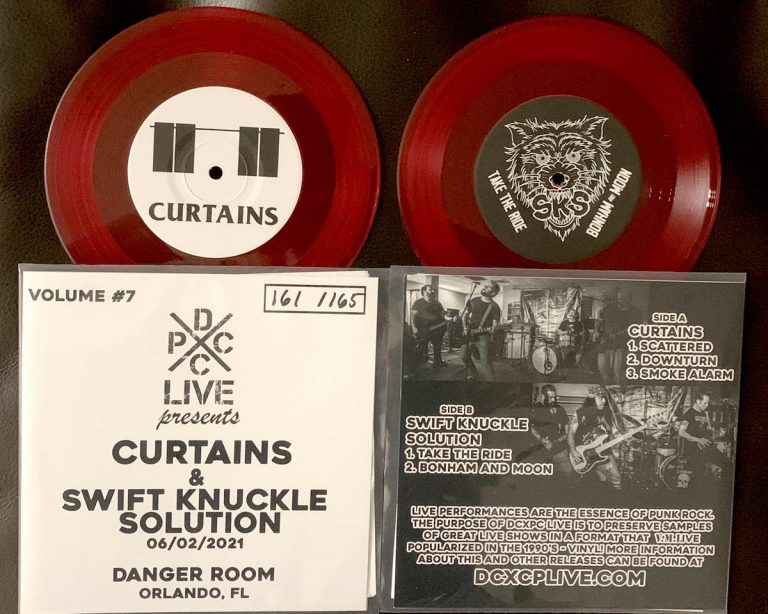 CURTAINS
TAKE THE RIDE
SKS
BONHAM AND MOON
VOLUME #7
161 /165
D
P X C
C
LIVE
presents
CURTAINS
&
SWIFT KNUCKLE
SOLUTION
06/02/2021
DANGER ROOM
ORLANDO, FL
SIDE A
CURTAINS
1. SCATTERED
2. DOWNTURN
3. SMOKE ALARM
SIDE B
SWIFT KNUCKLE
SOLUTION
1. TAKE THE RIDE
2. BONHAM AND MOON
LIVE PERFORMANCES ARE THE ESSENCE OF PUNK ROCK.
THE PURPOSE OF DCXPC LIVE IS TO PRESERVE SAMPLES
OF GREAT LIVE SHOWS IN A FORMAT THAT V.M.LIVE
POPULARIZED IN THE 1990'S - VINYL! MORE INFORMATION
ABOUT THIS AND OTHER RELEASES CAN BE FOUND AT
DCXCPLIVE.COM